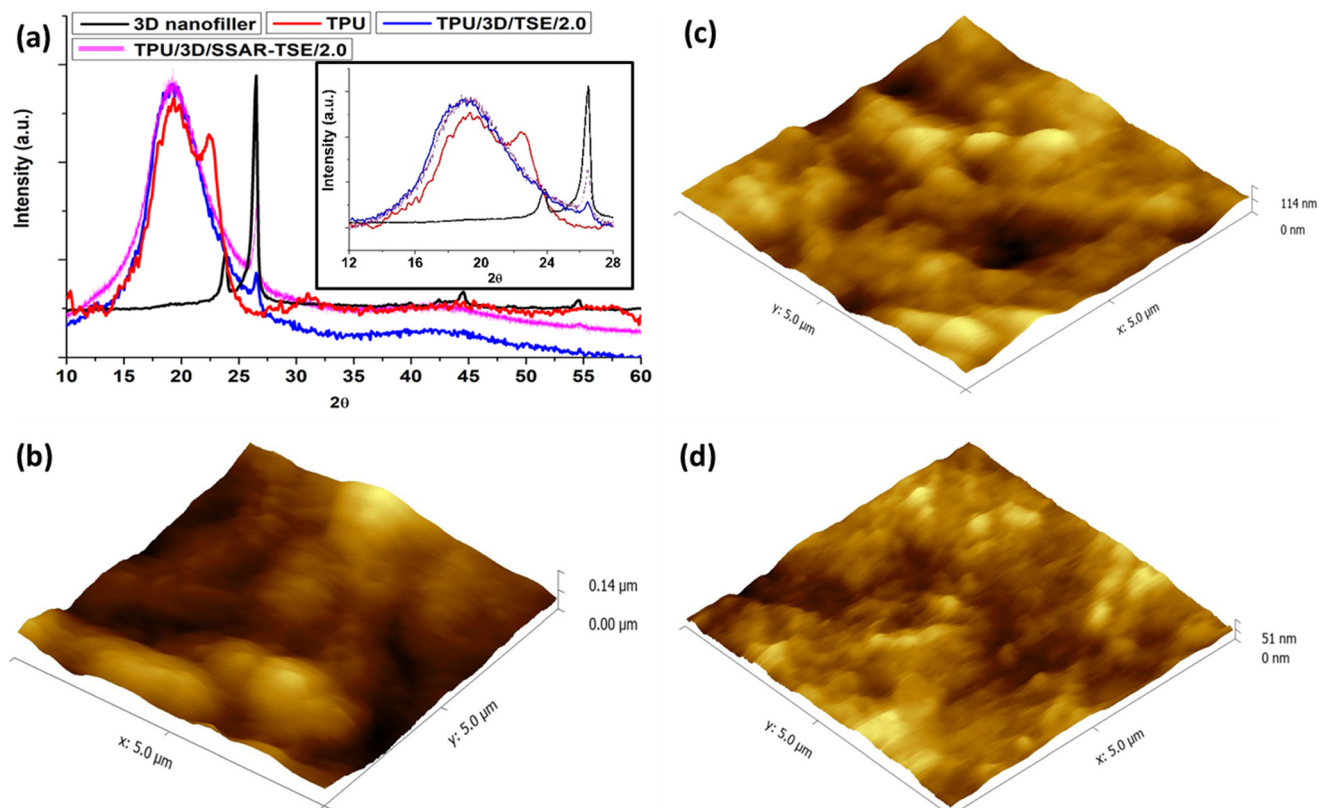 (a)
3D nanofiller
TPU
TPU/3D/TSE/2.0
TPU/3D/SSAR-TSE/2.0
Intensity (a.u.)
10 15 20 25 30 35 40 45 50 55 60
2θ
Intensity (a.u.)
12 16 20 24 28
2θ
(b)
0.14 µm
0.00 µm
x: 5.0 µm
y: 5.0 µm
(c)
114 nm
0 nm
y: 5.0 µm
x: 5.0 µm
(d)
51 nm
0 nm
y: 5.0 µm
x: 5.0 µm